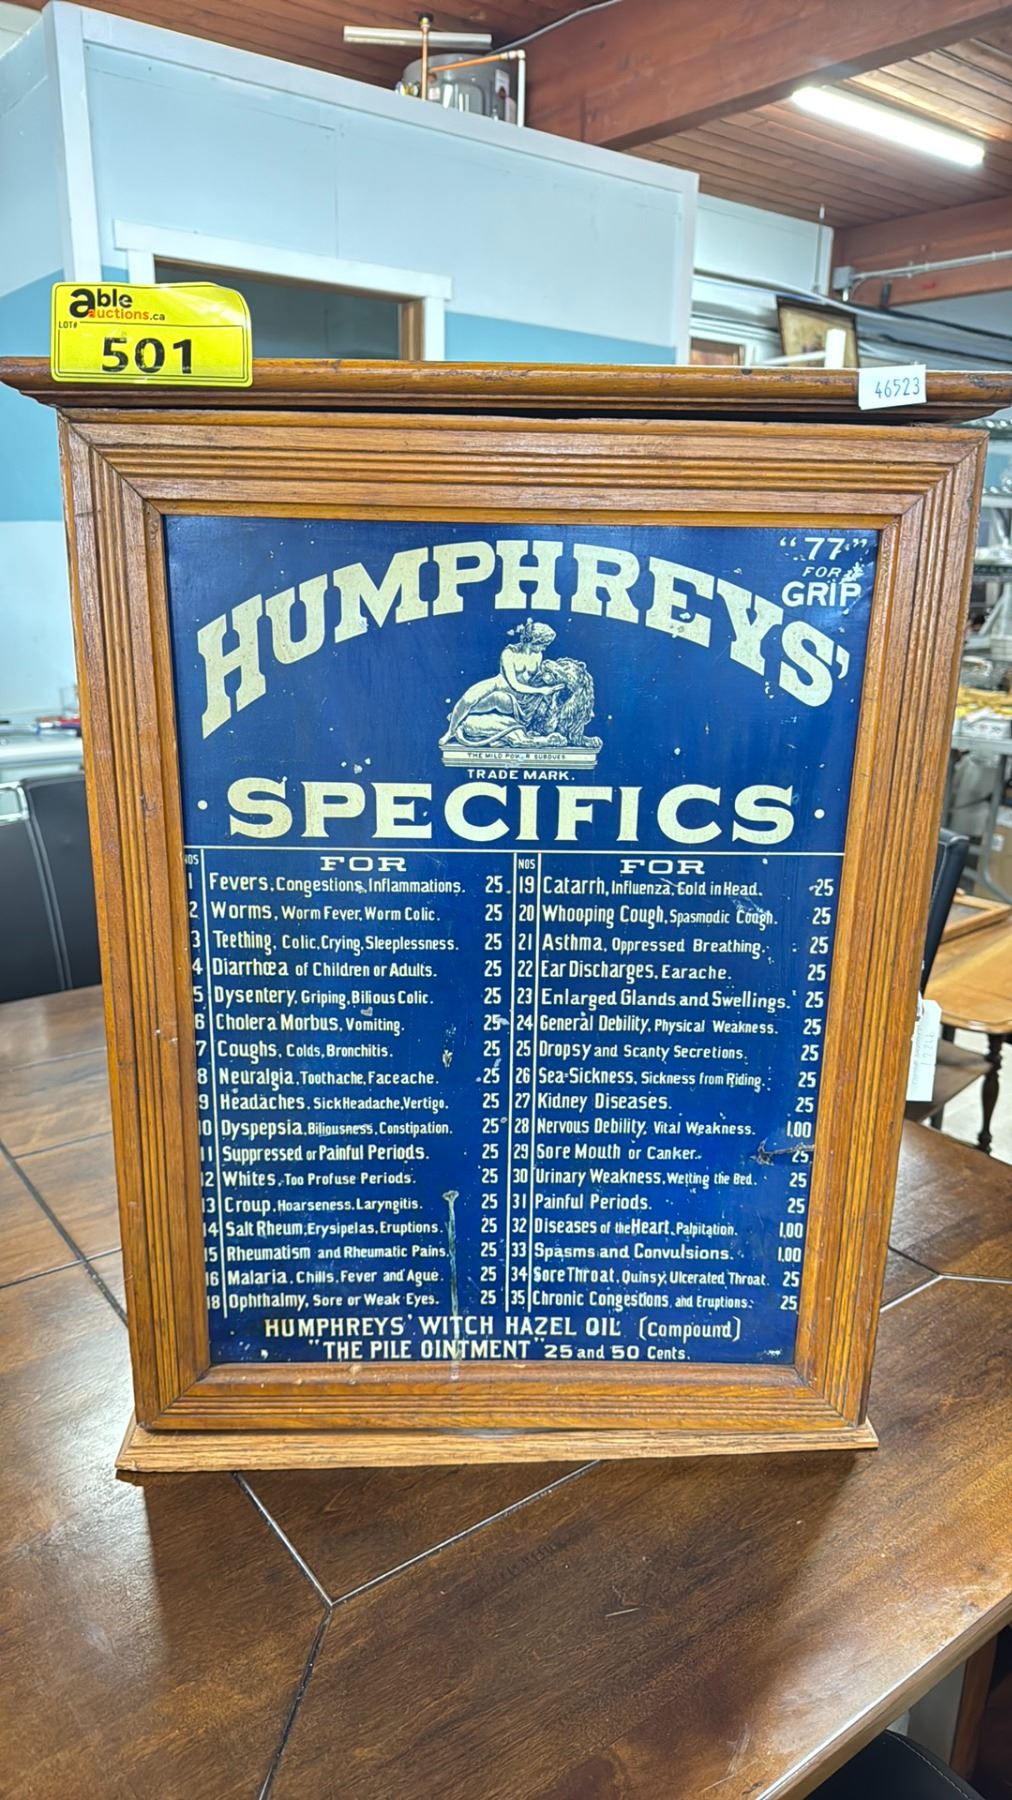 able
auctions.ca
LOT#
501
46523
"77"
FOR
GRIP
HUMPHREYS'
THE MILD POW R SUBDUES
TRADE MARK.
·SPECIFICS·
NOS FOR
1 Fevers, Congestions, Inflammations. 25
2 Worms, Worm Fever, Worm Colic. 25
3 Teething, Colic, Crying, Sleeplessness. 25
4 Diarrhœa of Children or Adults. 25
5 Dysentery, Griping, Bilious Colic. 25
6 Cholera Morbus, Vomiting. 25
7 Coughs, Colds, Bronchitis. 25
8 Neuralgia, Toothache, Faceache. 25
9 Headaches, Sick Headache, Vertigo. 25
10 Dyspepsia, Biliousness, Constipation. 25
11 Suppressed or Painful Periods. 25
12 Whites, Too Profuse Periods. 25
13 Croup, Hoarseness, Laryngitis. 25
14 Salt Rheum, Erysipelas, Eruptions. 25
15 Rheumatism and Rheumatic Pains. 25
16 Malaria, Chills, Fever and Ague. 25
18 Ophthalmy, Sore or Weak Eyes. 25
NOS FOR
19 Catarrh, Influenza, Cold in Head. 25
20 Whooping Cough, Spasmodic Cough. 25
21 Asthma, Oppressed Breathing. 25
22 Ear Discharges, Earache. 25
23 Enlarged Glands and Swellings. 25
24 General Debility, Physical Weakness. 25
25 Dropsy and Scanty Secretions. 25
26 Sea-Sickness, Sickness from Riding. 25
27 Kidney Diseases. 25
28 Nervous Debility, Vital Weakness. 1.00
29 Sore Mouth or Canker. 25
30 Urinary Weakness, Wetting the Bed. 25
31 Painful Periods. 25
32 Diseases of the Heart, Palpitation. 1.00
33 Spasms and Convulsions. 1.00
34 Sore Throat, Quinsy, Ulcerated Throat. 25
35 Chronic Congestions, and Eruptions. 25
HUMPHREYS' WITCH HAZEL OIL (Compound)
"THE PILE OINTMENT" 25 and 50 Cents.